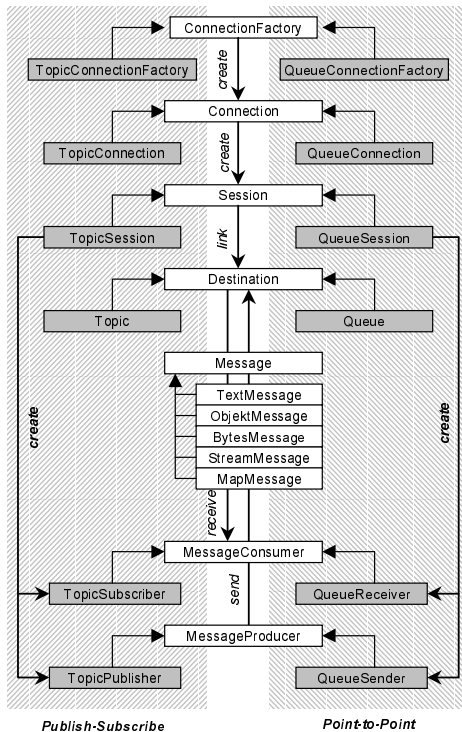 ConnectionFactory
TopicConnectionFactory
QueueConnectionFactory
create
Connection
TopicConnection
QueueConnection
create
Session
TopicSession
QueueSession
link
Destination
Topic
Queue
Message
TextMessage
ObjektMessage
BytesMessage
StreamMessage
MapMessage
create
create
receive
MessageConsumer
TopicSubscriber
QueueReceiver
send
MessageProducer
TopicPublisher
QueueSender
Publish-Subscribe
Point-to-Point